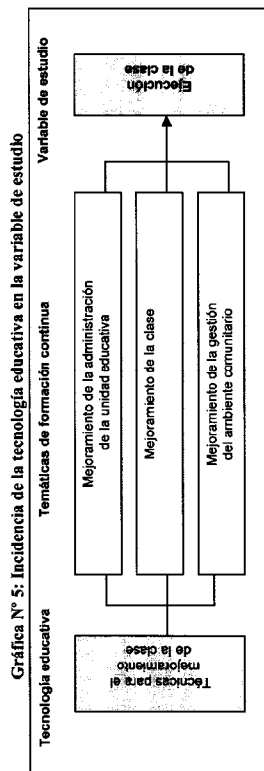 Gráfica Nº 5: Incidencia de la tecnología educativa en la variable de estudio
Tecnología educativa
Temáticas de formación continua
Variable de estudio
Técnicas para el
mejoramiento
de la clase
Mejoramiento de la administración
de la unidad educativa
Mejoramiento de la clase
Mejoramiento de la gestión
del ambiente comunitario
Ejecución
de la clase